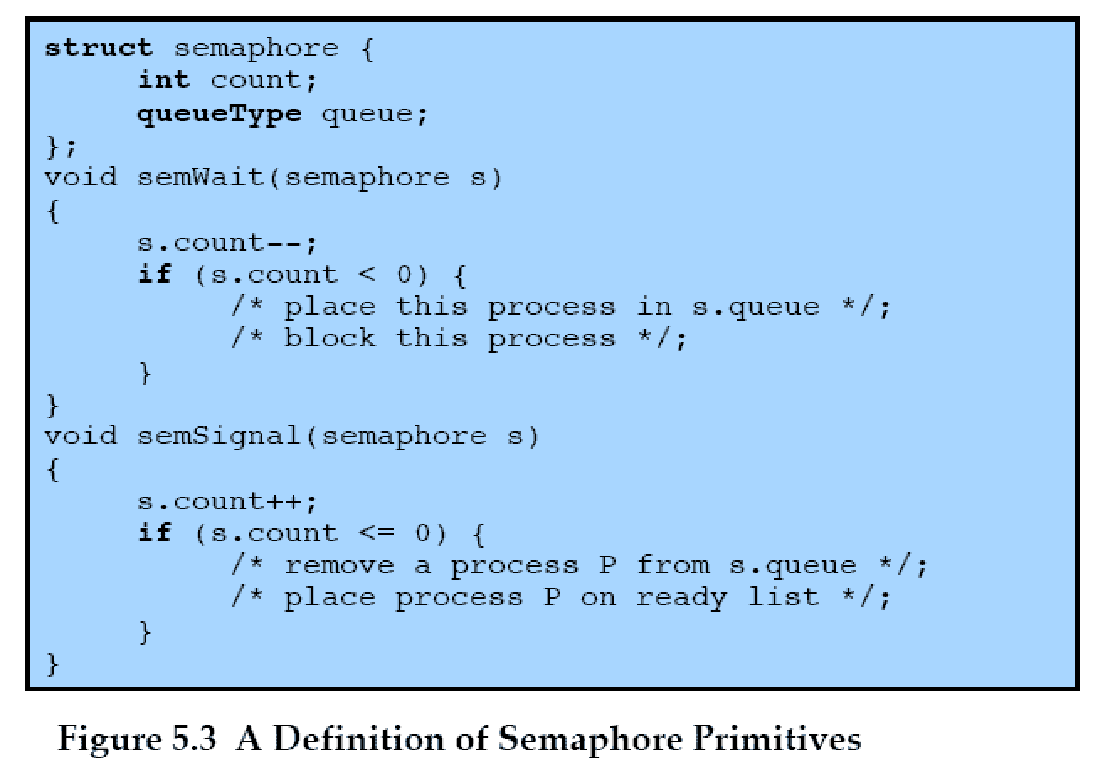 struct semaphore {
int count;
queueType queue;
};
void semWait(semaphore s)
{
s.count--;
if (s.count < 0) {
/* place this process in s.queue */;
/* block this process */;
}
}
void semSignal(semaphore s)
{
s.count++;
if (s.count <= 0) {
/* remove a process P from s.queue */;
/* place process P on ready list */;
}
}
Figure 5.3 A Definition of Semaphore Primitives